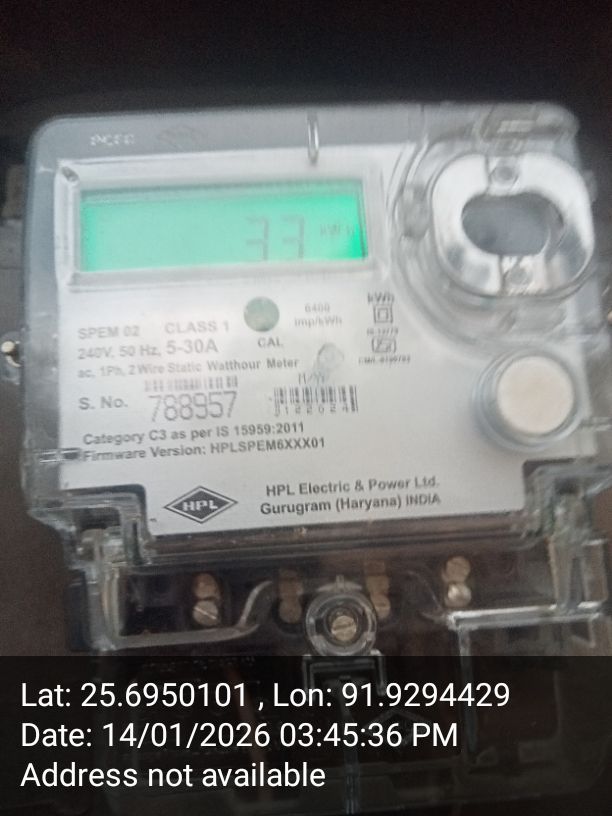 33 kWh
kWh
6400
imp/kWh
SPEM 02 CLASS 1
CAL
240V, 50 Hz, 5-30A
ac, 1Ph, 2 Wire Static Watthour Meter
S. No. 788957
Category C3 as per IS 15959:2011
Firmware Version: HPLSPEM6XXX01
HPL
HPL Electric & Power Ltd.
Gurugram (Haryana) INDIA
Lat: 25.6950101 , Lon: 91.9294429
Date: 14/01/2026 03:45:36 PM
Address not available